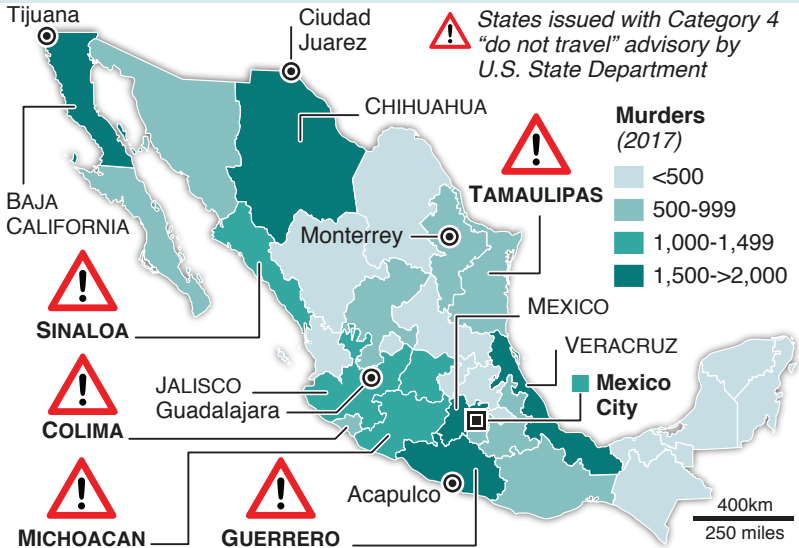 Tijuana
Ciudad
Juarez
! States issued with Category 4
“do not travel” advisory by
U.S. State Department
CHIHUAHUA
Murders
(2017)
<500
500-999
1,000-1,499
1,500->2,000
!
TAMAULIPAS
BAJA
CALIFORNIA
Monterrey
!
SINALOA
MEXICO
VERACRUZ
Mexico
City
JALISCO
Guadalajara
!
COLIMA
!
MICHOACAN
!
GUERRERO
Acapulco
400km
250 miles